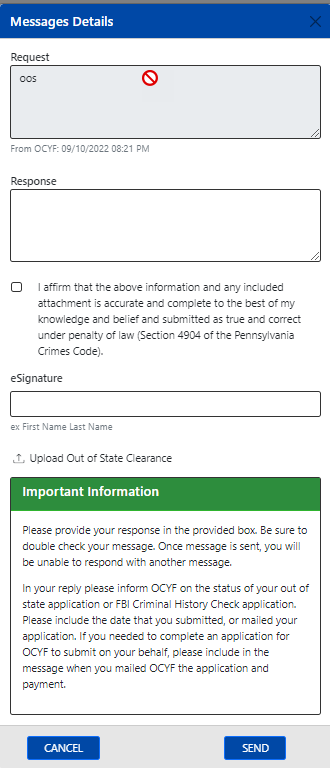 Messages Details
Request
oos
From OCYF: 09/10/2022 08:21 PM
Response
I affirm that the above information and any included
attachment is accurate and complete to the best of my
knowledge and belief and submitted as true and correct
under penalty of law (Section 4904 of the Pennsylvania
Crimes Code).
eSignature
ex First Name Last Name
Upload Out of State Clearance
Important Information
Please provide your response in the provided box. Be sure to
double check your message. Once message is sent, you will
be unable to respond with another message.
In your reply please inform OCYF on the status of your out of
state application or FBI Criminal History Check application.
Please include the date that you submitted, or mailed your
application. If you needed to complete an application for
OCYF to submit on your behalf, please include in the
message when you mailed OCYF the application and
payment.
CANCEL
SEND